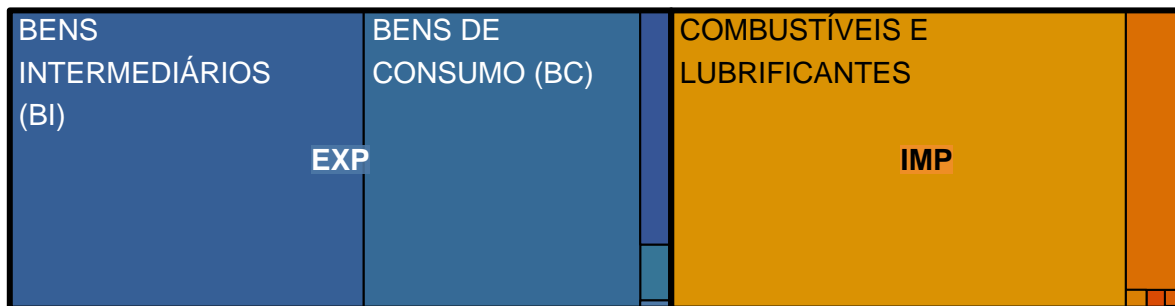 BENS
INTERMEDIÁRIOS
(BI)
BENS DE
CONSUMO (BC)
EXP
COMBUSTÍVEIS E
LUBRIFICANTES
IMP